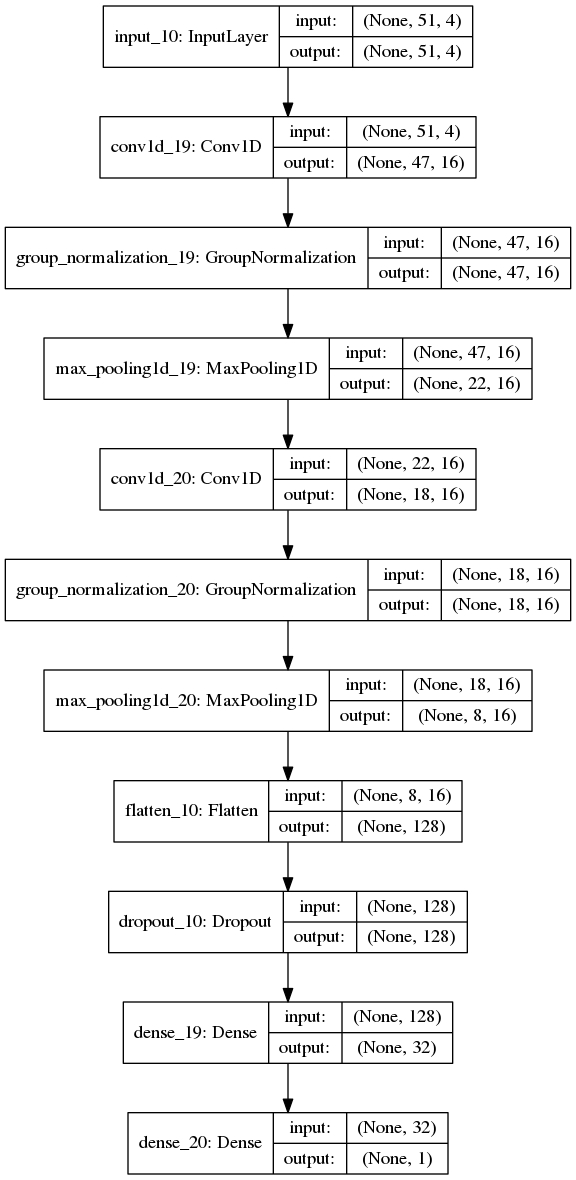 input_10: InputLayer
input: (None, 51, 4)
output: (None, 51, 4)
conv1d_19: Conv1D
input: (None, 51, 4)
output: (None, 47, 16)
group_normalization_19: GroupNormalization
input: (None, 47, 16)
output: (None, 47, 16)
max_pooling1d_19: MaxPooling1D
input: (None, 47, 16)
output: (None, 22, 16)
conv1d_20: Conv1D
input: (None, 22, 16)
output: (None, 18, 16)
group_normalization_20: GroupNormalization
input: (None, 18, 16)
output: (None, 18, 16)
max_pooling1d_20: MaxPooling1D
input: (None, 18, 16)
output: (None, 8, 16)
flatten_10: Flatten
input: (None, 8, 16)
output: (None, 128)
dropout_10: Dropout
input: (None, 128)
output: (None, 128)
dense_19: Dense
input: (None, 128)
output: (None, 32)
dense_20: Dense
input: (None, 32)
output: (None, 1)